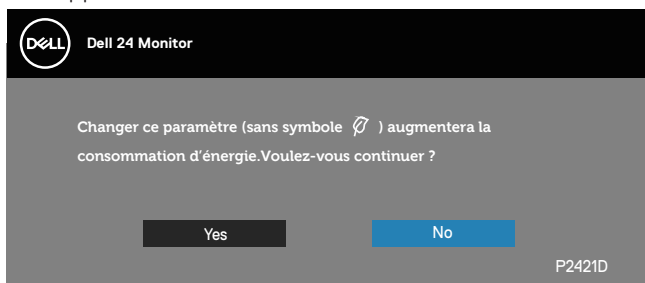 DELL Dell 24 Monitor
Changer ce paramètre (sans symbole ) augmentera la
consommation d'énergie.Voulez-vous continuer ?
Yes No
P2421D